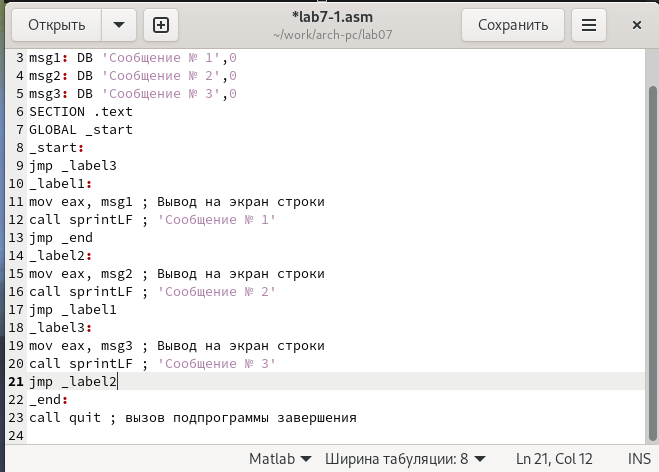 Открыть
*lab7-1.asm
~/work/arch-pc/lab07
Сохранить
3 msg1: DB 'Сообщение № 1',0
4 msg2: DB 'Сообщение № 2',0
5 msg3: DB 'Сообщение № 3',0
6 SECTION .text
7 GLOBAL _start
8 _start:
9 jmp _label3
10 _label1:
11 mov eax, msg1 ; Вывод на экран строки
12 call sprintLF ; 'Сообщение № 1'
13 jmp _end
14 _label2:
15 mov eax, msg2 ; Вывод на экран строки
16 call sprintLF ; 'Сообщение № 2'
17 jmp _label1
18 _label3:
19 mov eax, msg3 ; Вывод на экран строки
20 call sprintLF ; 'Сообщение № 3'
21 jmp _label2
22 _end:
23 call quit ; вызов подпрограммы завершения
24
Matlab Ширина табуляции: 8 Ln 21, Col 12 INS